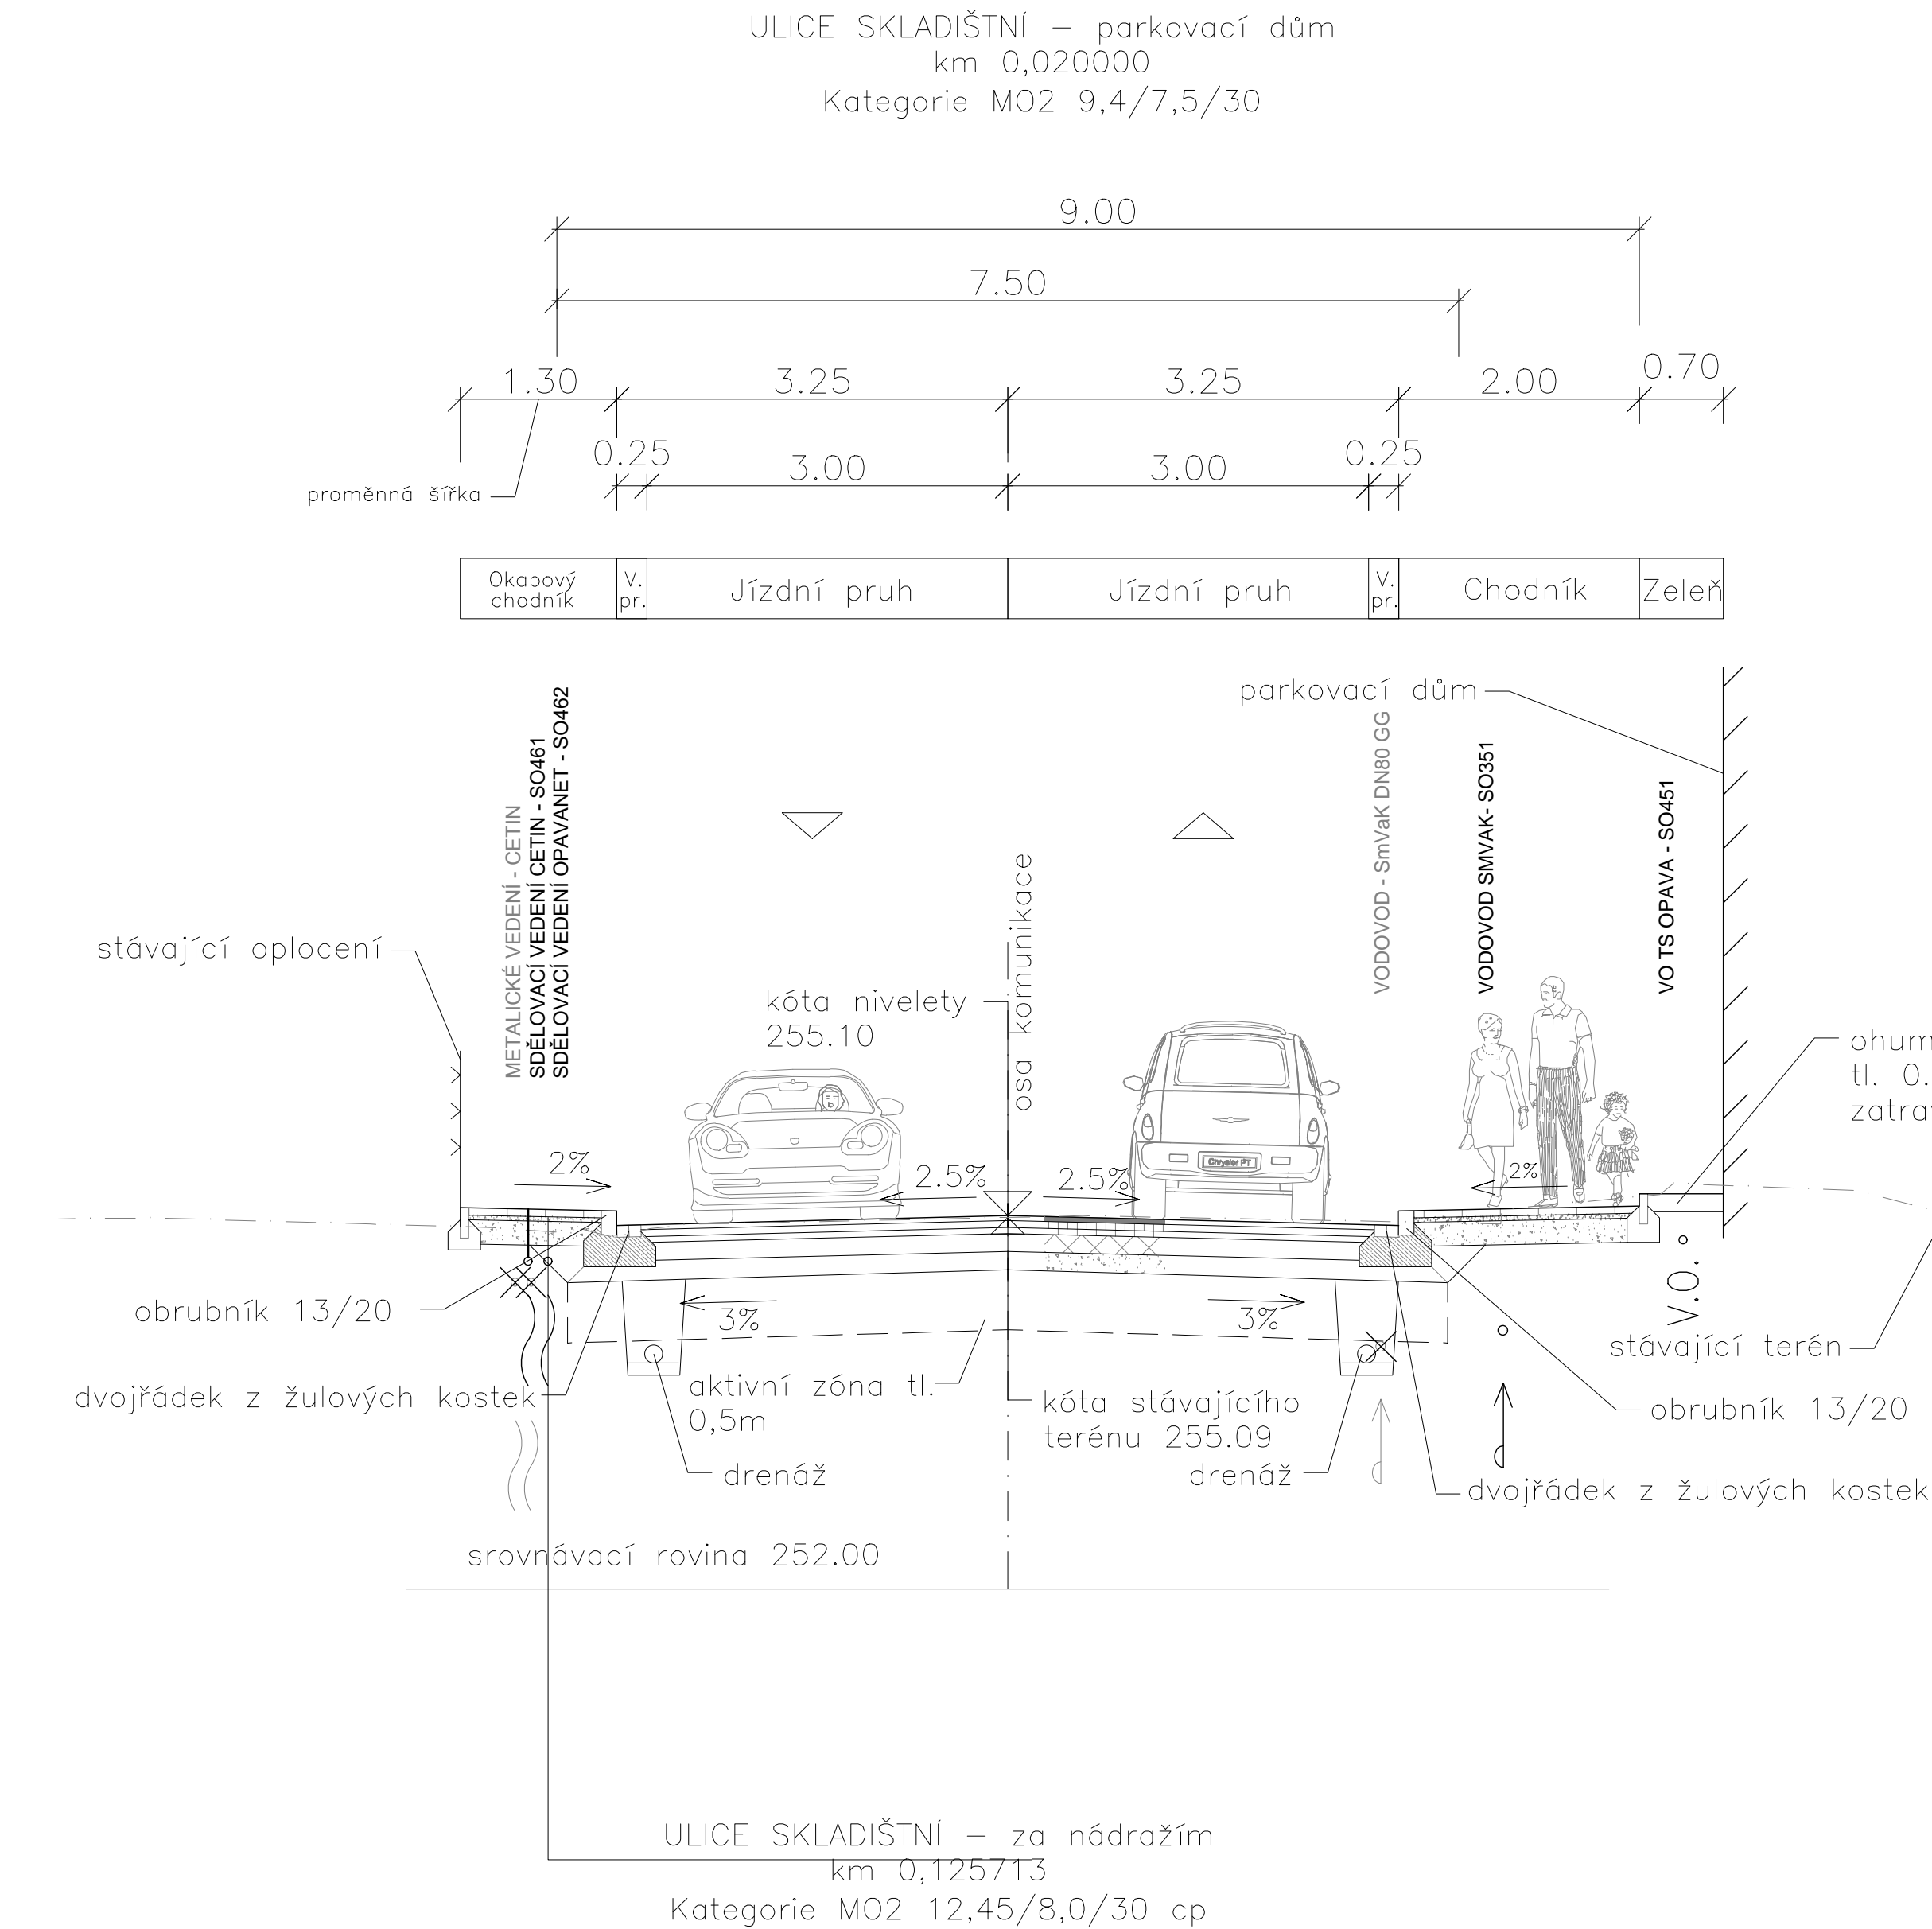 ULICE SKLADIŠTNÍ – parkovací dům
km 0,020000
Kategorie MO2 9,4/7,5/30
9.00
7.50
1.30
3.25
3.25
2.00
0.70
0.25
3.00
3.00
0.25
proměnná šířka
Okapový
chodník
V.
pr.
Jízdní pruh
Jízdní pruh
V.
pr.
Chodník
Zeleň
parkovací dům
METALICKÉ VEDENÍ - CETIN
SDĚLOVACÍ VEDENÍ CETIN - SO461
SDĚLOVACÍ VEDENÍ OPAVANET - SO462
VODOVOD - SmVaK DN80 GG
VODOVOD SMVAK- SO351
VO TS OPAVA - SO451
osa komunikace
stávající oplocení
kóta nivelety
255.10
ohum
tl. 0.
zatra
2%
2.5%
2.5%
2%
Chrysler PT
3%
3%
V.O.
obrubník 13/20
stávající terén
dvojřádek z žulových kostek
aktivní zóna tl.
0,5m
kóta stávajícího
terénu 255.09
obrubník 13/20
drenáž
drenáž
dvojřádek z žulových kostek
srovnávací rovina 252.00
ULICE SKLADIŠTNÍ – za nádražím
km 0,125713
Kategorie MO2 12,45/8,0/30 cp